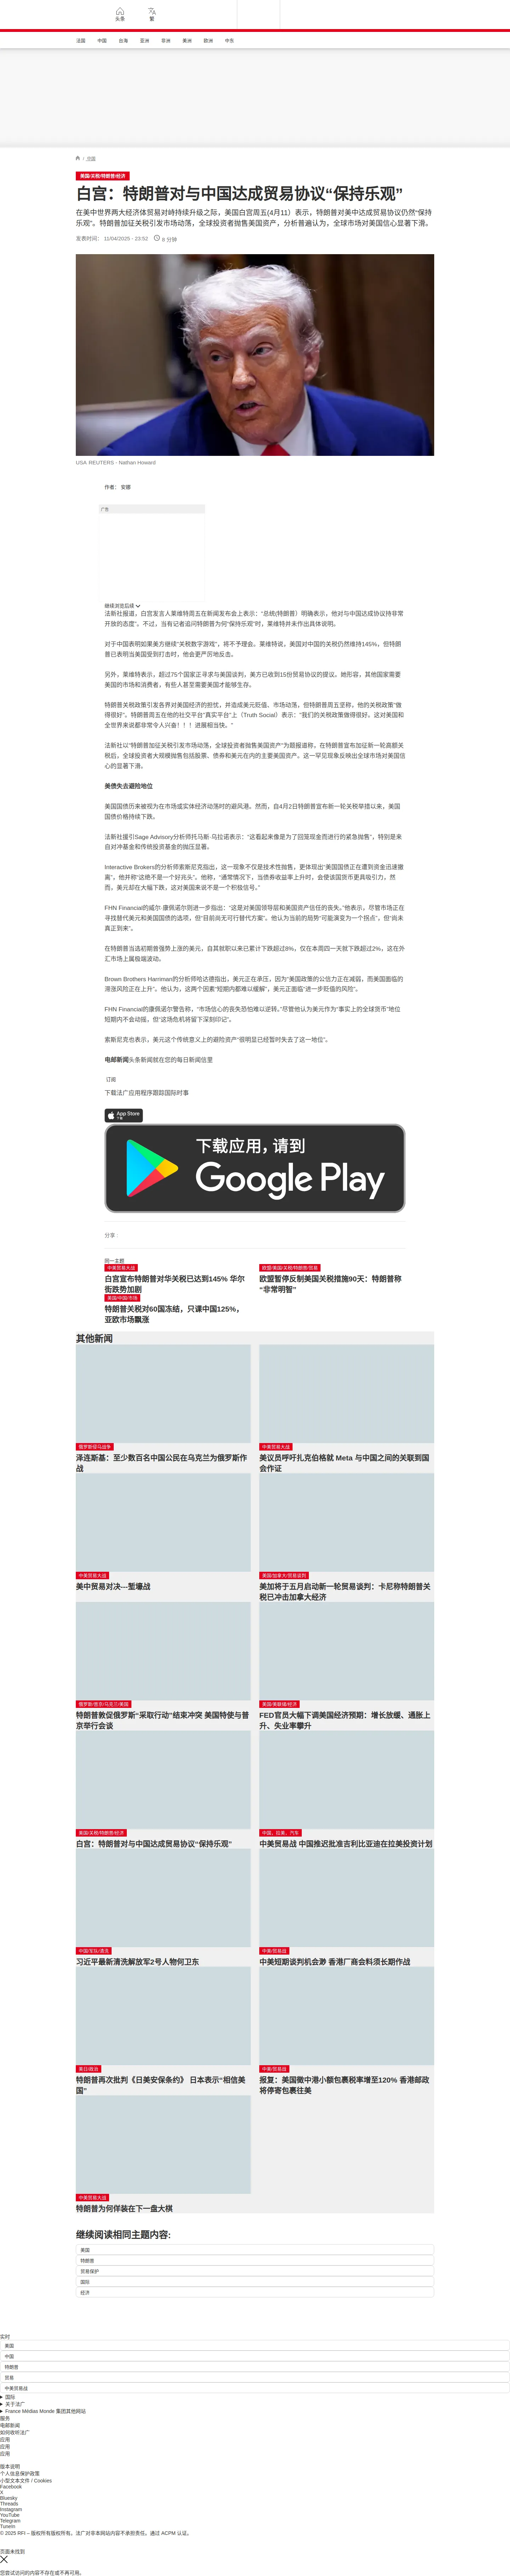 头条
繁
法国
中国
台海
亚洲
非洲
美洲
欧洲
中东
/ 中国
美国/关税/特朗普/经济
白宫：特朗普对与中国达成贸易协议“保持乐观”
在美中世界两大经济体贸易对峙持续升级之际，美国白宫周五(4月11）表示，特朗普对美中达成贸易协议仍然“保持
乐观”。特朗普加征关税引发市场动荡，全球投资者抛售美国资产，分析普遍认为，全球市场对美国信心显著下滑。
发表时间： 11/04/2025 - 23:52
8 分钟
USA REUTERS - Nathan Howard
作者： 安娜
广告
继续浏览后续
法新社报道，白宫发言人莱维特周五在新闻发布会上表示：“总统(特朗普）明确表示，他对与中国达成协议持非常
开放的态度”。不过，当有记者追问特朗普为何“保持乐观”时，莱维特并未作出具体说明。
对于中国表明如果美方继续“关税数字游戏”，将不予理会。莱维特说，美国对中国的关税仍然维持145%，但特朗
普已表明当美国受到打击时，他会更严厉地反击。
另外，莱维特表示，超过75个国家正寻求与美国谈判，美方已收到15份贸易协议的提议。她形容，其他国家需要
美国的市场和消费者，有些人甚至需要美国才能够生存。
特朗普关税政策引发各界对美国经济的担忧，并造成美元贬值、市场动荡，但特朗普周五坚称，他的关税政策“做
得很好”。特朗普周五在他的社交平台“真实平台”上（Truth Social）表示：“我们的关税政策做得很好。这对美国和
全世界来说都非常令人兴奋！！！进展相当快。”
法新社以“特朗普加征关税引发市场动荡，全球投资者抛售美国资产”为题报道称，在特朗普宣布加征新一轮高额关
税后，全球投资者大规模抛售包括股票、债券和美元在内的主要美国资产。这一罕见现象反映出全球市场对美国信
心的显著下滑。
美债失去避险地位
美国国债历来被视为在市场或实体经济动荡时的避风港。然而，自4月2日特朗普宣布新一轮关税举措以来，美国
国债价格持续下跌。
法新社援引Sage Advisory分析师托马斯·乌拉诺表示：“这看起来像是为了回笼现金而进行的紧急抛售”，特别是来
自对冲基金和传统投资基金的抛压显著。
Interactive Brokers的分析师索斯尼克指出，这一现象不仅是技术性抛售，更体现出“美国国债正在遭到资金迅速撤
离”，他并称“这绝不是一个好兆头”。他称，“通常情况下，当债券收益率上升时，会使该国货币更具吸引力，然
而，美元却在大幅下跌，这对美国来说不是一个积极信号。”
FHN Financial的威尔·康佩诺尔则进一步指出：“这是对美国领导层和美国资产信任的丧失。”他表示，尽管市场正在
寻找替代美元和美国国债的选项，但“目前尚无可行替代方案”。他认为当前的趋势“可能演变为一个拐点”，但“尚未
真正到来”。
在特朗普当选初期曾强势上涨的美元，自其就职以来已累计下跌超过8%，仅在本周四一天就下跌超过2%，这在外
汇市场上属极端波动。
Brown Brothers Harriman的分析师哈达德指出，美元正在承压，因为“美国政策的公信力正在减弱，而美国面临的
滞涨风险正在上升”。他认为，这两个因素“短期内都难以缓解”，美元正面临“进一步贬值的风险”。
FHN Financial的康佩诺尔警告称，“市场信心的丧失恐怕难以逆转。”尽管他认为美元作为“事实上的全球货币”地位
短期内不会动摇，但“这场危机将留下深刻印记”。
索斯尼克也表示，美元这个传统意义上的避险资产“很明显已经暂时失去了这一地位”。
电邮新闻头条新闻就在您的每日新闻信里
订阅
下载法广应用程序跟踪国际时事
App Store
下载
下载应用，请到
Google Play
分享 :
同一主题
中美贸易大战
白宫宣布特朗普对华关税已达到145% 华尔
街跌势加剧
欧盟/美国/关税/特朗普/贸易
欧盟暂停反制美国关税措施90天：特朗普称
“非常明智”
美国/中国/市场
特朗普关税对60国冻结，只课中国125%，
亚欧市场飘涨
其他新闻
俄罗斯侵乌战争
泽连斯基：至少数百名中国公民在乌克兰为俄罗斯作
战
中美贸易大战
美议员呼吁扎克伯格就 Meta 与中国之间的关联到国
会作证
中美贸易大战
美中贸易对决---堑壕战
美国/加拿大/贸易谈判
美加将于五月启动新一轮贸易谈判：卡尼称特朗普关
税已冲击加拿大经济
俄罗斯/普京/乌克兰/美国
特朗普敦促俄罗斯“采取行动”结束冲突 美国特使与普
京举行会谈
美国/美联储/经济
FED官员大幅下调美国经济预期：增长放缓、通胀上
升、失业率攀升
美国/关税/特朗普/经济
白宫：特朗普对与中国达成贸易协议“保持乐观”
中国、拉美、汽车
中美贸易战 中国推迟批准吉利比亚迪在拉美投资计划
中国/军队/清洗
习近平最新清洗解放军2号人物何卫东
中美/贸易战
中美短期谈判机会渺 香港厂商会料须长期作战
美日/政治
特朗普再次批判《日美安保条约》 日本表示“相信美
国”
中美/贸易战
报复：美国徵中港小额包裹税率增至120% 香港邮政
将停寄包裹往美
中美贸易大战
特朗普为何佯装在下一盘大棋
继续阅读相同主题内容:
美国
特朗普
贸易保护
国际
经济
实时
美国
中国
特朗普
贸易
中美贸易战
国际
关于法广
France Médias Monde 集团其他网站
服务
电邮新闻
如何收听法广
应用
应用
应用
版本说明
个人信息保护政策
小型文本文件 / Cookies
Facebook
X
Bluesky
Threads
Instagram
YouTube
Telegram
TuneIn
© 2025 RFI – 版权所有版权所有。法广对非本网站内容不承担责任。通过 ACPM 认证。
页面未找到
您尝试访问的内容不存在或不再可用。